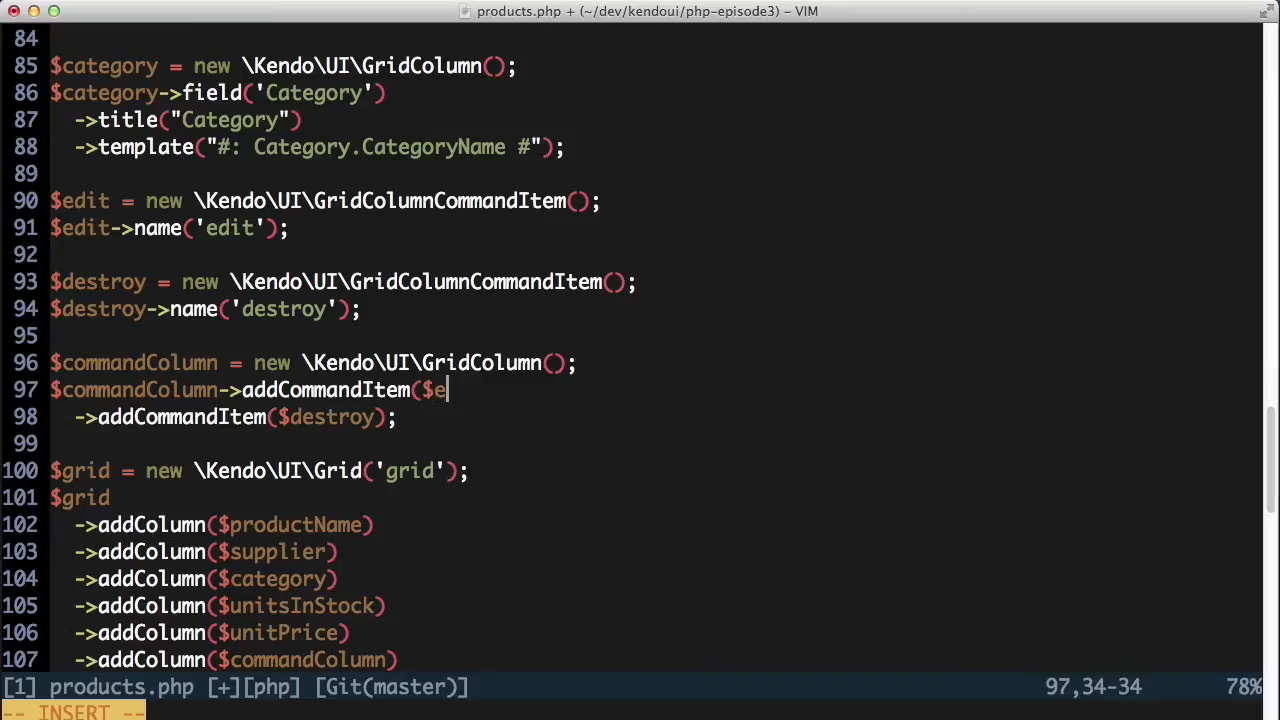 products.php + (~/dev/kendoui/php-episode3) – VIM
84
85 $category = new \Kendo\UI\GridColumn();
86 $category->field('Category')
87   ->title("Category")
88   ->template("#: Category.CategoryName #");
89
90 $edit = new \Kendo\UI\GridColumnCommandItem();
91 $edit->name('edit');
92
93 $destroy = new \Kendo\UI\GridColumnCommandItem();
94 $destroy->name('destroy');
95
96 $commandColumn = new \Kendo\UI\GridColumn();
97 $commandColumn->addCommandItem($e
98   ->addCommandItem($destroy);
99
100 $grid = new \Kendo\UI\Grid('grid');
101 $grid
102   ->addColumn($productName)
103   ->addColumn($supplier)
104   ->addColumn($category)
105   ->addColumn($unitsInStock)
106   ->addColumn($unitPrice)
107   ->addColumn($commandColumn)
[1] products.php [+][php] [Git(master)] 97,34-34 78%
-- INSERT --